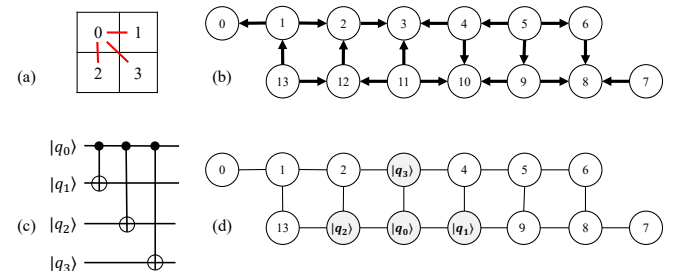 0 1
2 3
(a)
0 1 2 3 4 5 6
13 12 11 10 9 8 7
(b)
|q₀⟩
|q₁⟩
|q₂⟩
|q₃⟩
(c)
0 1 2 |q₃⟩ 4 5 6
13 |q₂⟩ |q₀⟩ |q₁⟩ 9 8 7
(d)